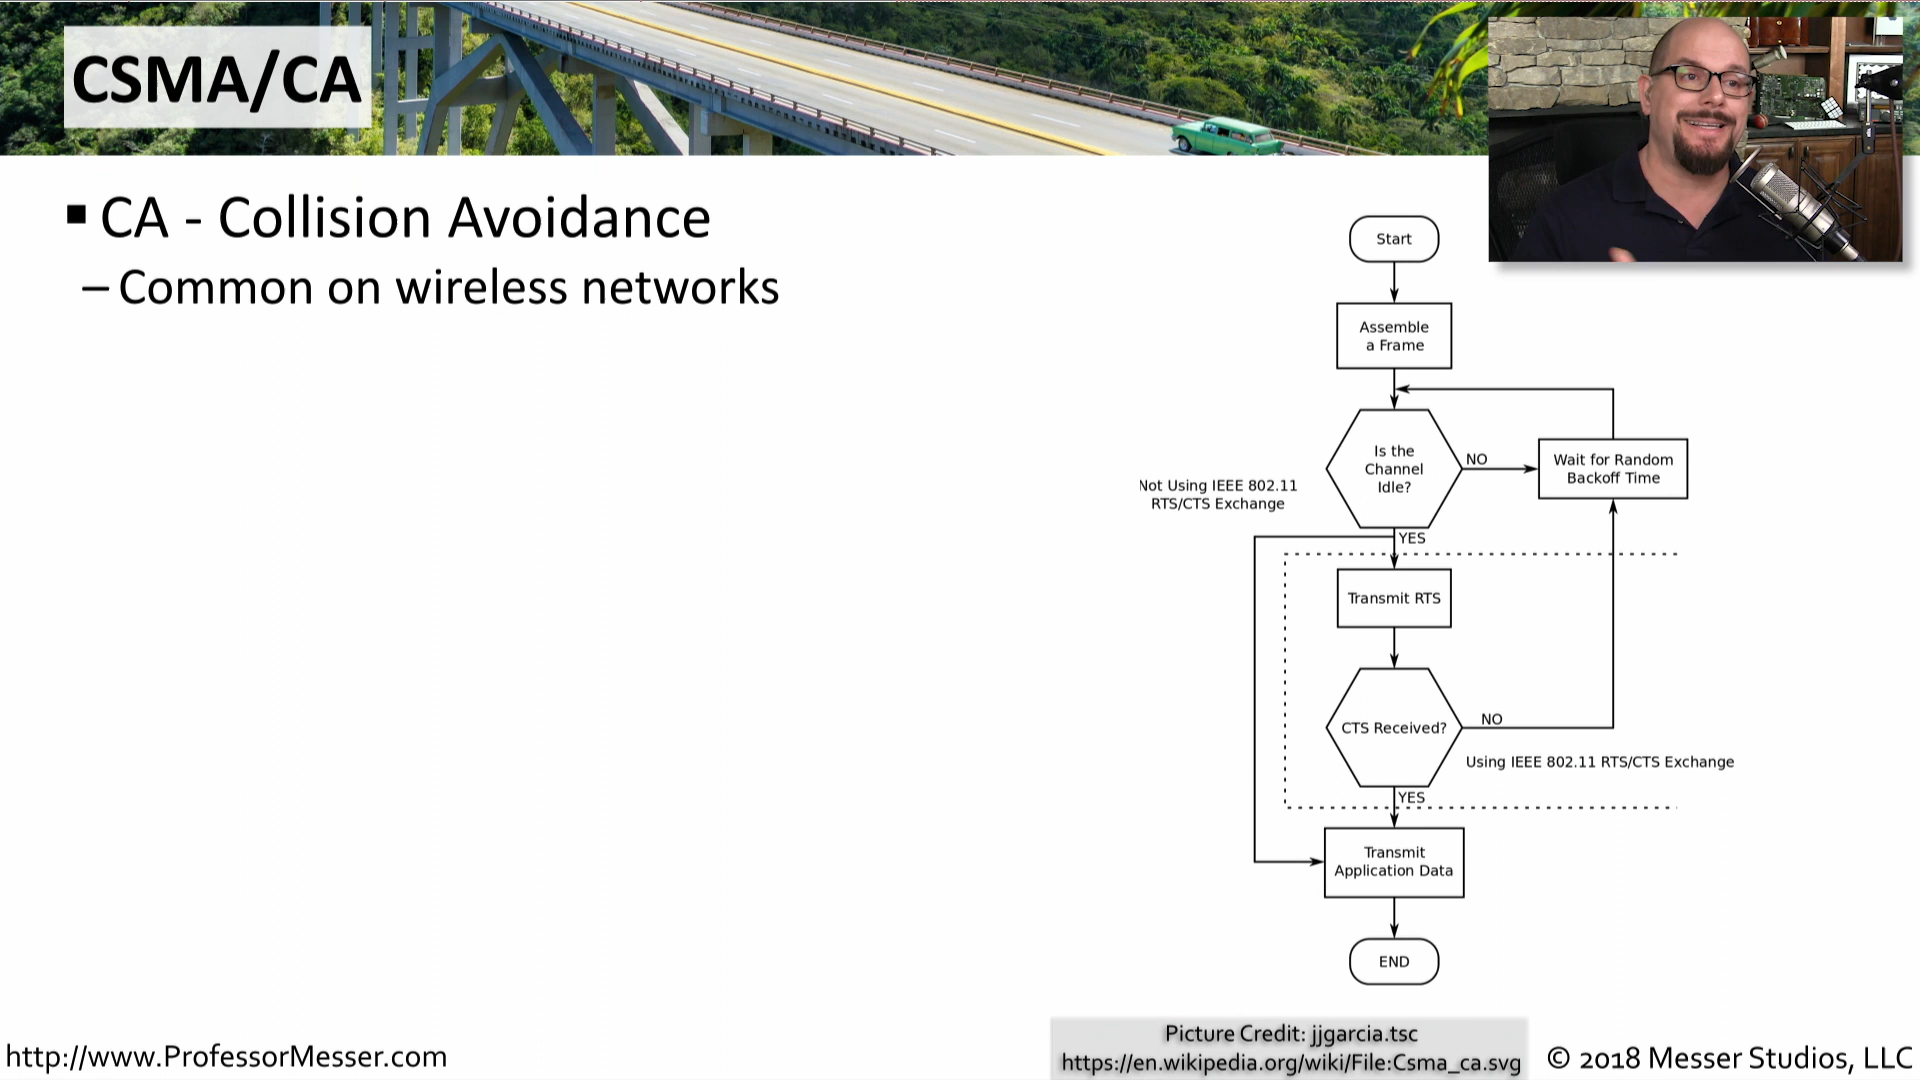 CSMA/CA
▪ CA - Collision Avoidance
– Common on wireless networks
Start
Assemble
a Frame
Is the
Channel
Idle?
NO
Wait for Random
Backoff Time
Not Using IEEE 802.11
RTS/CTS Exchange
YES
Transmit RTS
CTS Received?
NO
Using IEEE 802.11 RTS/CTS Exchange
YES
Transmit
Application Data
END
http://www.ProfessorMesser.com
Picture Credit: jjgarcia.tsc
https://en.wikipedia.org/wiki/File:Csma_ca.svg
© 2018 Messer Studios, LLC